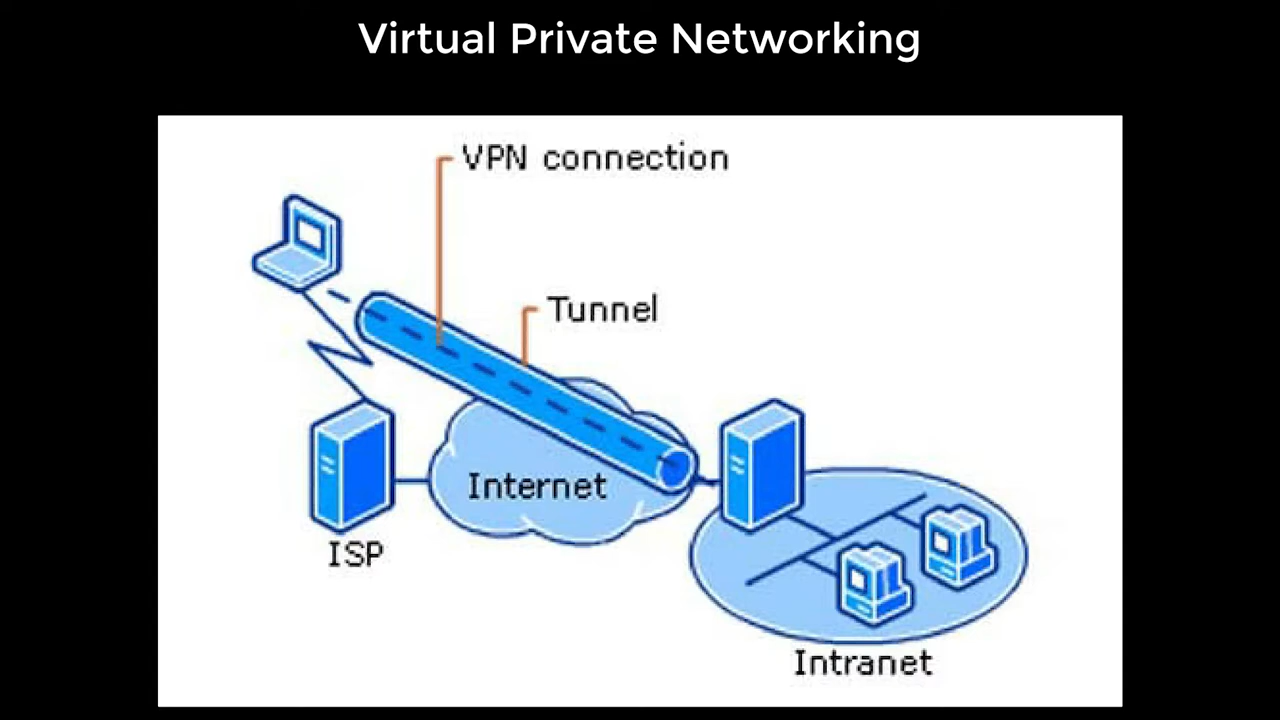 Virtual Private Networking
VPN connection
Tunnel
Internet
ISP
Intranet